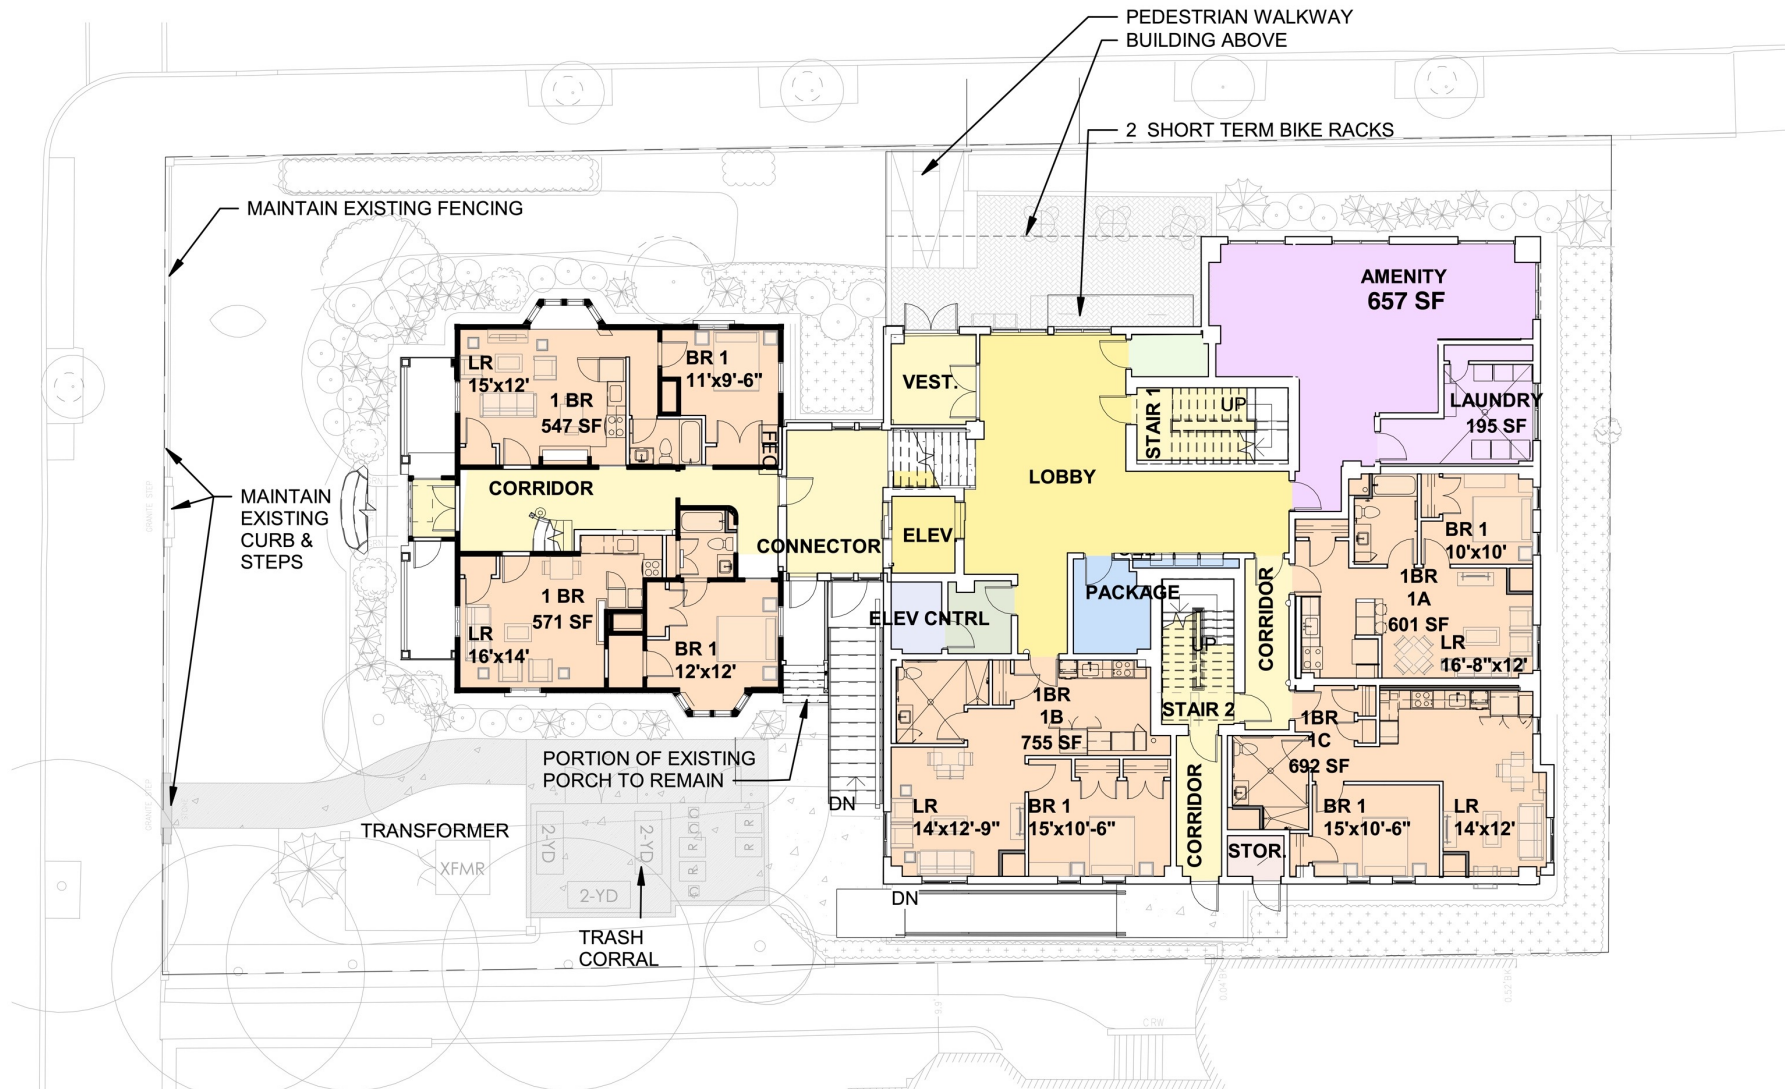 PEDESTRIAN WALKWAY
BUILDING ABOVE
2 SHORT TERM BIKE RACKS
MAINTAIN EXISTING FENCING
AMENITY
657 SF
LR
15'x12'
1 BR
547 SF
BR 1
11'x9'-6"
VEST.
STAIR 1
UP
LAUNDRY
195 SF
MAINTAIN
EXISTING
CURB &
STEPS
GRANITE STEP
CORRIDOR
LOBBY
ELEV
CONNECTOR
BR 1
10'x10'
1BR
1A
601 SF
LR
16'-8"x12'
1 BR
571 SF
LR
16'x14'
BR 1
12'x12'
ELEV CNTRL
PACKAGE
UP
CORRIDOR
STAIR 2
1BR
1B
755 SF
1BR
1C
692 SF
PORTION OF EXISTING
PORCH TO REMAIN
DN
LR
14'x12'-9"
BR 1
15'x10'-6"
CORRIDOR
STOR.
BR 1
15'x10'-6"
LR
14'x12'
GRANITE STEP
TRANSFORMER
XFMR
2-YD
2-YD
2-YD
C
R
R
C
R
R
C
DN
TRASH
CORRAL
CRW